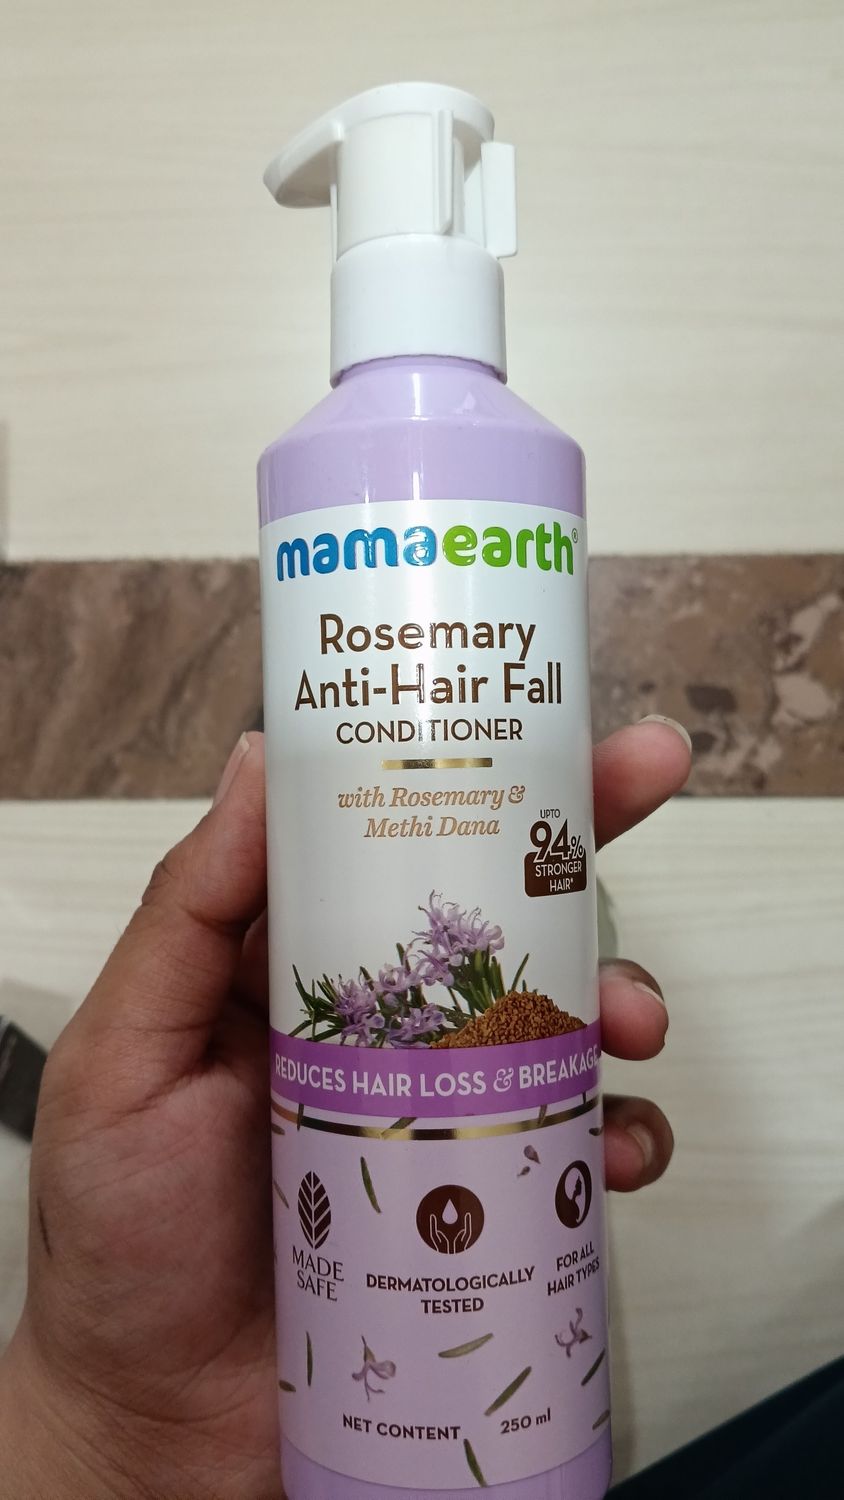 mamaearth®
Rosemary
Anti-Hair Fall
CONDITIONER
with Rosemary &
Methi Dana
UPTO
94%
STRONGER
HAIR*
REDUCES HAIR LOSS & BREAKAGE
MADE
SAFE
DERMATOLOGICALLY
TESTED
FOR ALL
HAIR TYPES
NET CONTENT 250 ml